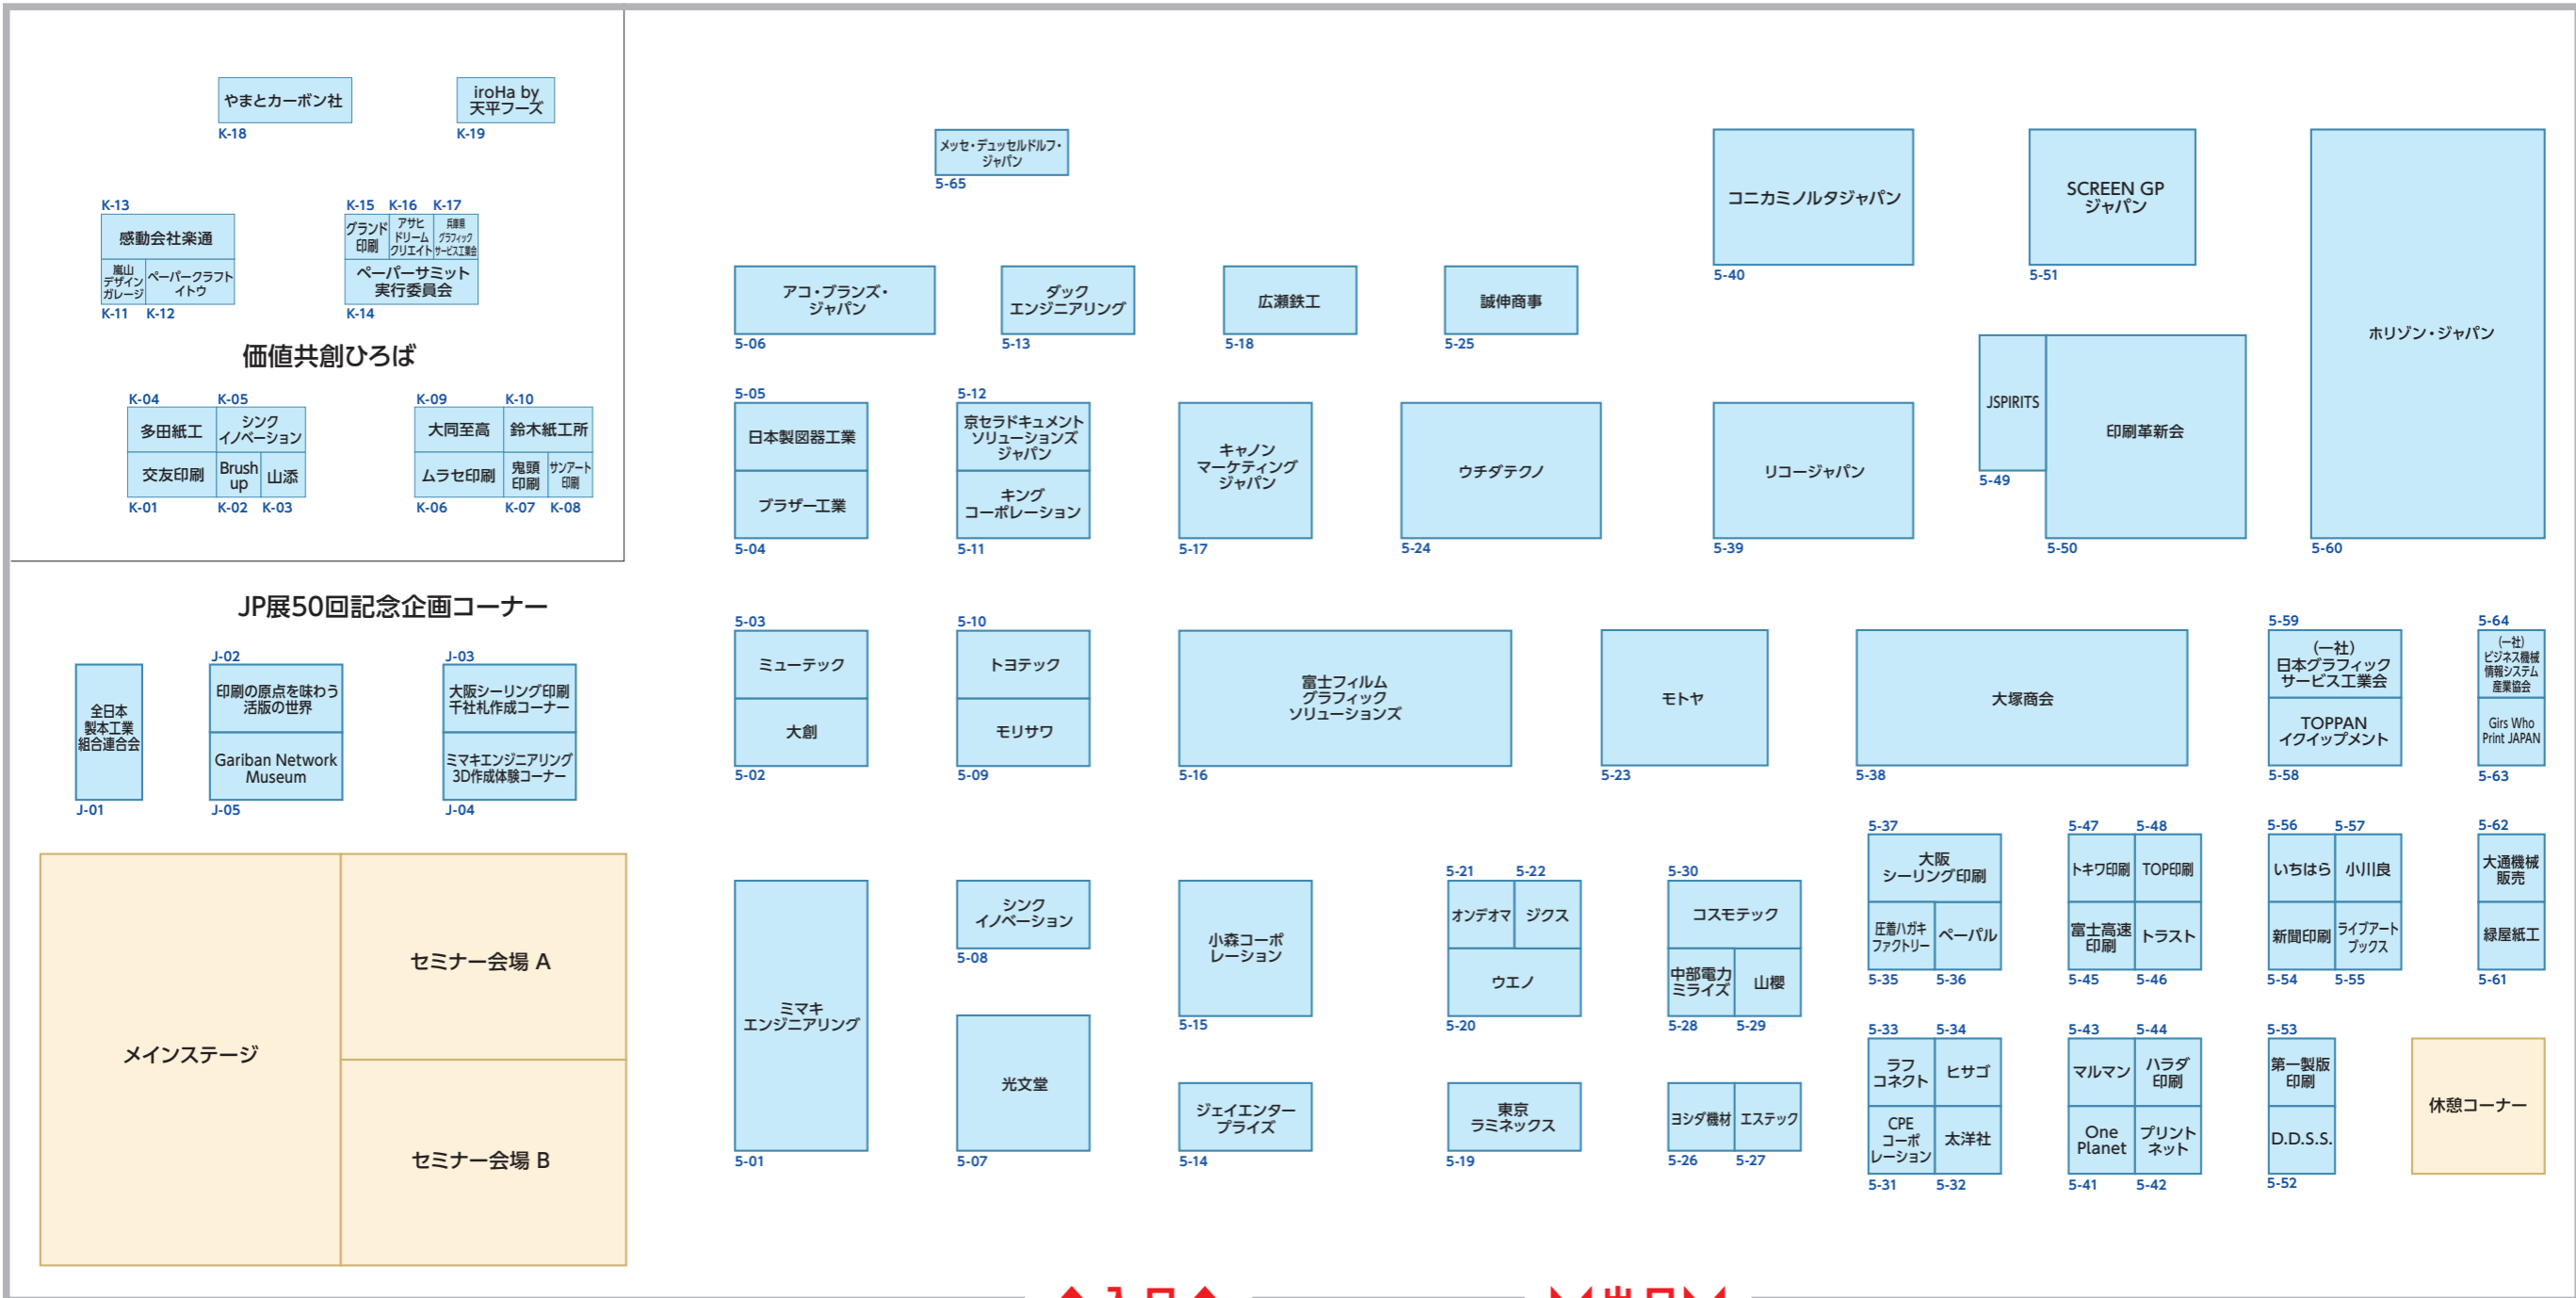 やまとカーボン社
K-18
iroHa by
天平フーズ
K-19
K-13
感動会社楽通
嵐山
デザイン
ガレージ
ペーパークラフト
イトウ
K-11
K-12
K-15
K-16
K-17
グランド
印刷
アサヒ
ドリーム
クリエイト
兵庫県
グラフィック
サービス工業会
ペーパーサミット
実行委員会
K-14
価値共創ひろば
K-04
K-05
多田紙工
シンク
イノベーション
交友印刷
Brush
up
山添
K-01
K-02
K-03
K-09
K-10
大同至高
鈴木紙工所
ムラセ印刷
鬼頭
印刷
サンアート
印刷
K-06
K-07
K-08
JP展50回記念企画コーナー
全日本
製本工業
組合連合会
J-01
J-02
印刷の原点を味わう
活版の世界
Gariban Network
Museum
J-05
J-03
大阪シーリング印刷
千社札作成コーナー
ミマキエンジニアリング
3D作成体験コーナー
J-04
メインステージ
セミナー会場 A
セミナー会場 B
メッセ・デュッセルドルフ・
ジャパン
5-65
アコ・ブランズ・
ジャパン
5-06
ダック
エンジニアリング
5-13
広瀬鉄工
5-18
誠伸商事
5-25
コニカミノルタジャパン
5-40
SCREEN GP
ジャパン
5-51
ホリゾン・ジャパン
5-60
5-05
日本製図器工業
ブラザー工業
5-04
5-12
京セラドキュメント
ソリューションズ
ジャパン
キング
コーポレーション
5-11
キャノン
マーケティング
ジャパン
5-17
ウチダテクノ
5-24
リコージャパン
5-39
JSPIRITS
5-49
印刷革新会
5-50
5-03
ミューテック
大創
5-02
5-10
トヨテック
モリサワ
5-09
富士フィルム
グラフィック
ソリューションズ
5-16
モトヤ
5-23
大塚商会
5-38
5-59
(一社)
日本グラフィック
サービス工業会
TOPPAN
イクイップメント
5-58
5-64
(一社)
ビジネス機械
情報システム
産業協会
Girs Who
Print JAPAN
5-63
ミマキ
エンジニアリング
5-01
シンク
イノベーション
5-08
光文堂
5-07
小森コーポ
レーション
5-15
ジェイエンター
プライズ
5-14
5-21
5-22
オンデオマ
ジクス
ウエノ
5-20
東京
ラミネックス
5-19
5-30
コスモテック
中部電力
ミライズ
山櫻
5-28
5-29
ヨシダ機材
エステック
5-26
5-27
5-37
大阪
シーリング印刷
圧着ハガキ
ファクトリー
ペーパル
5-35
5-36
5-33
5-34
ラフ
コネクト
ヒサゴ
CPE
コーポ
レーション
太洋社
5-31
5-32
5-47
5-48
トキワ印刷
TOP印刷
富士高速
印刷
トラスト
5-45
5-46
5-43
5-44
マルマン
ハラダ
印刷
One
Planet
プリント
ネット
5-41
5-42
5-56
5-57
いちはら
小川良
新聞印刷
ライブアート
ブックス
5-54
5-55
5-53
第一製版
印刷
D.D.S.S.
5-52
5-62
大通機械
販売
緑屋紙工
5-61
休憩コーナー
入口
出口